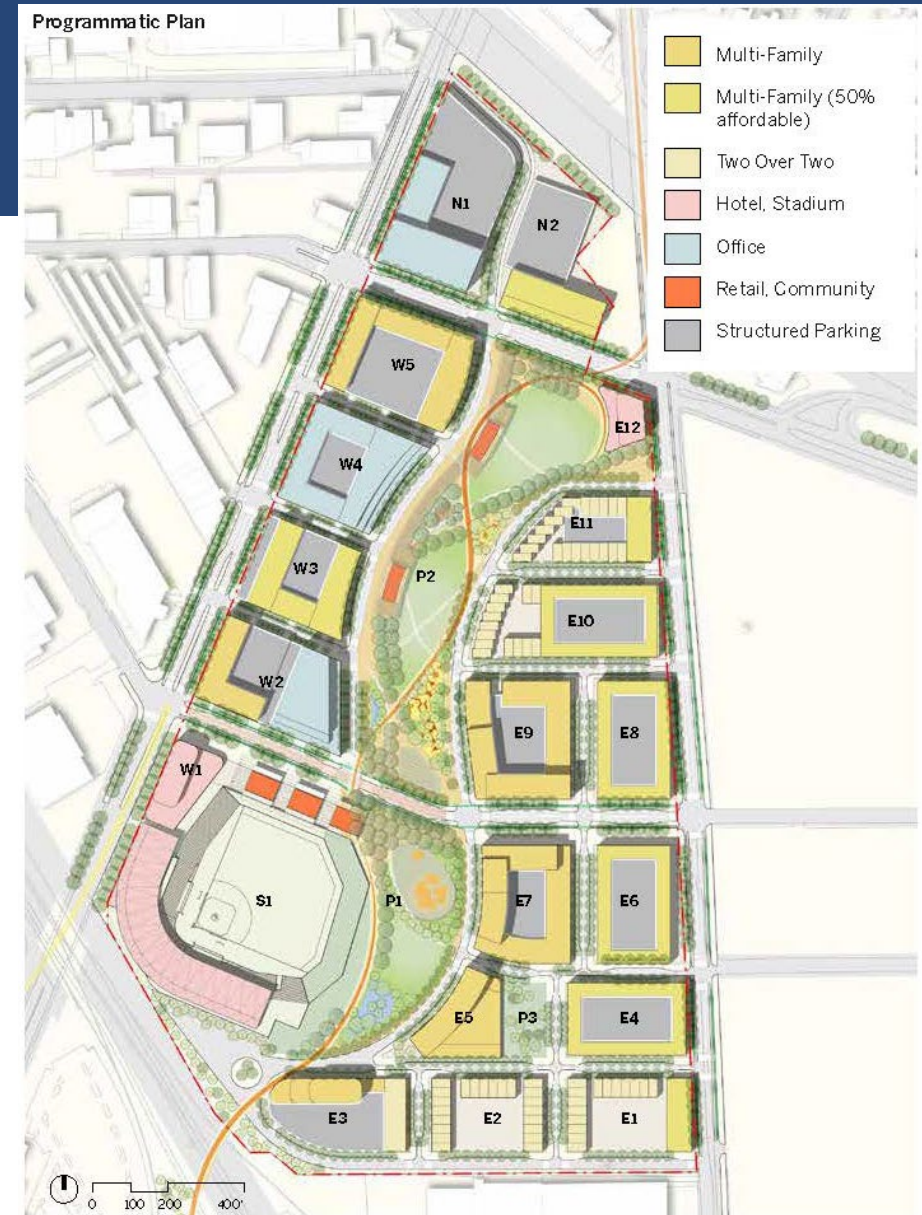 Programmatic Plan
Multi-Family
Multi-Family (50%
affordable)
Two Over Two
Hotel, Stadium
Office
Retail, Community
Structured Parking
N1
N2
W5
E12
W4
E11
W3
P2
E10
W2
E9
E8
W1
S1
P1
E7
E6
E5
P3
E4
E3
E2
E1
0 100 200 400'